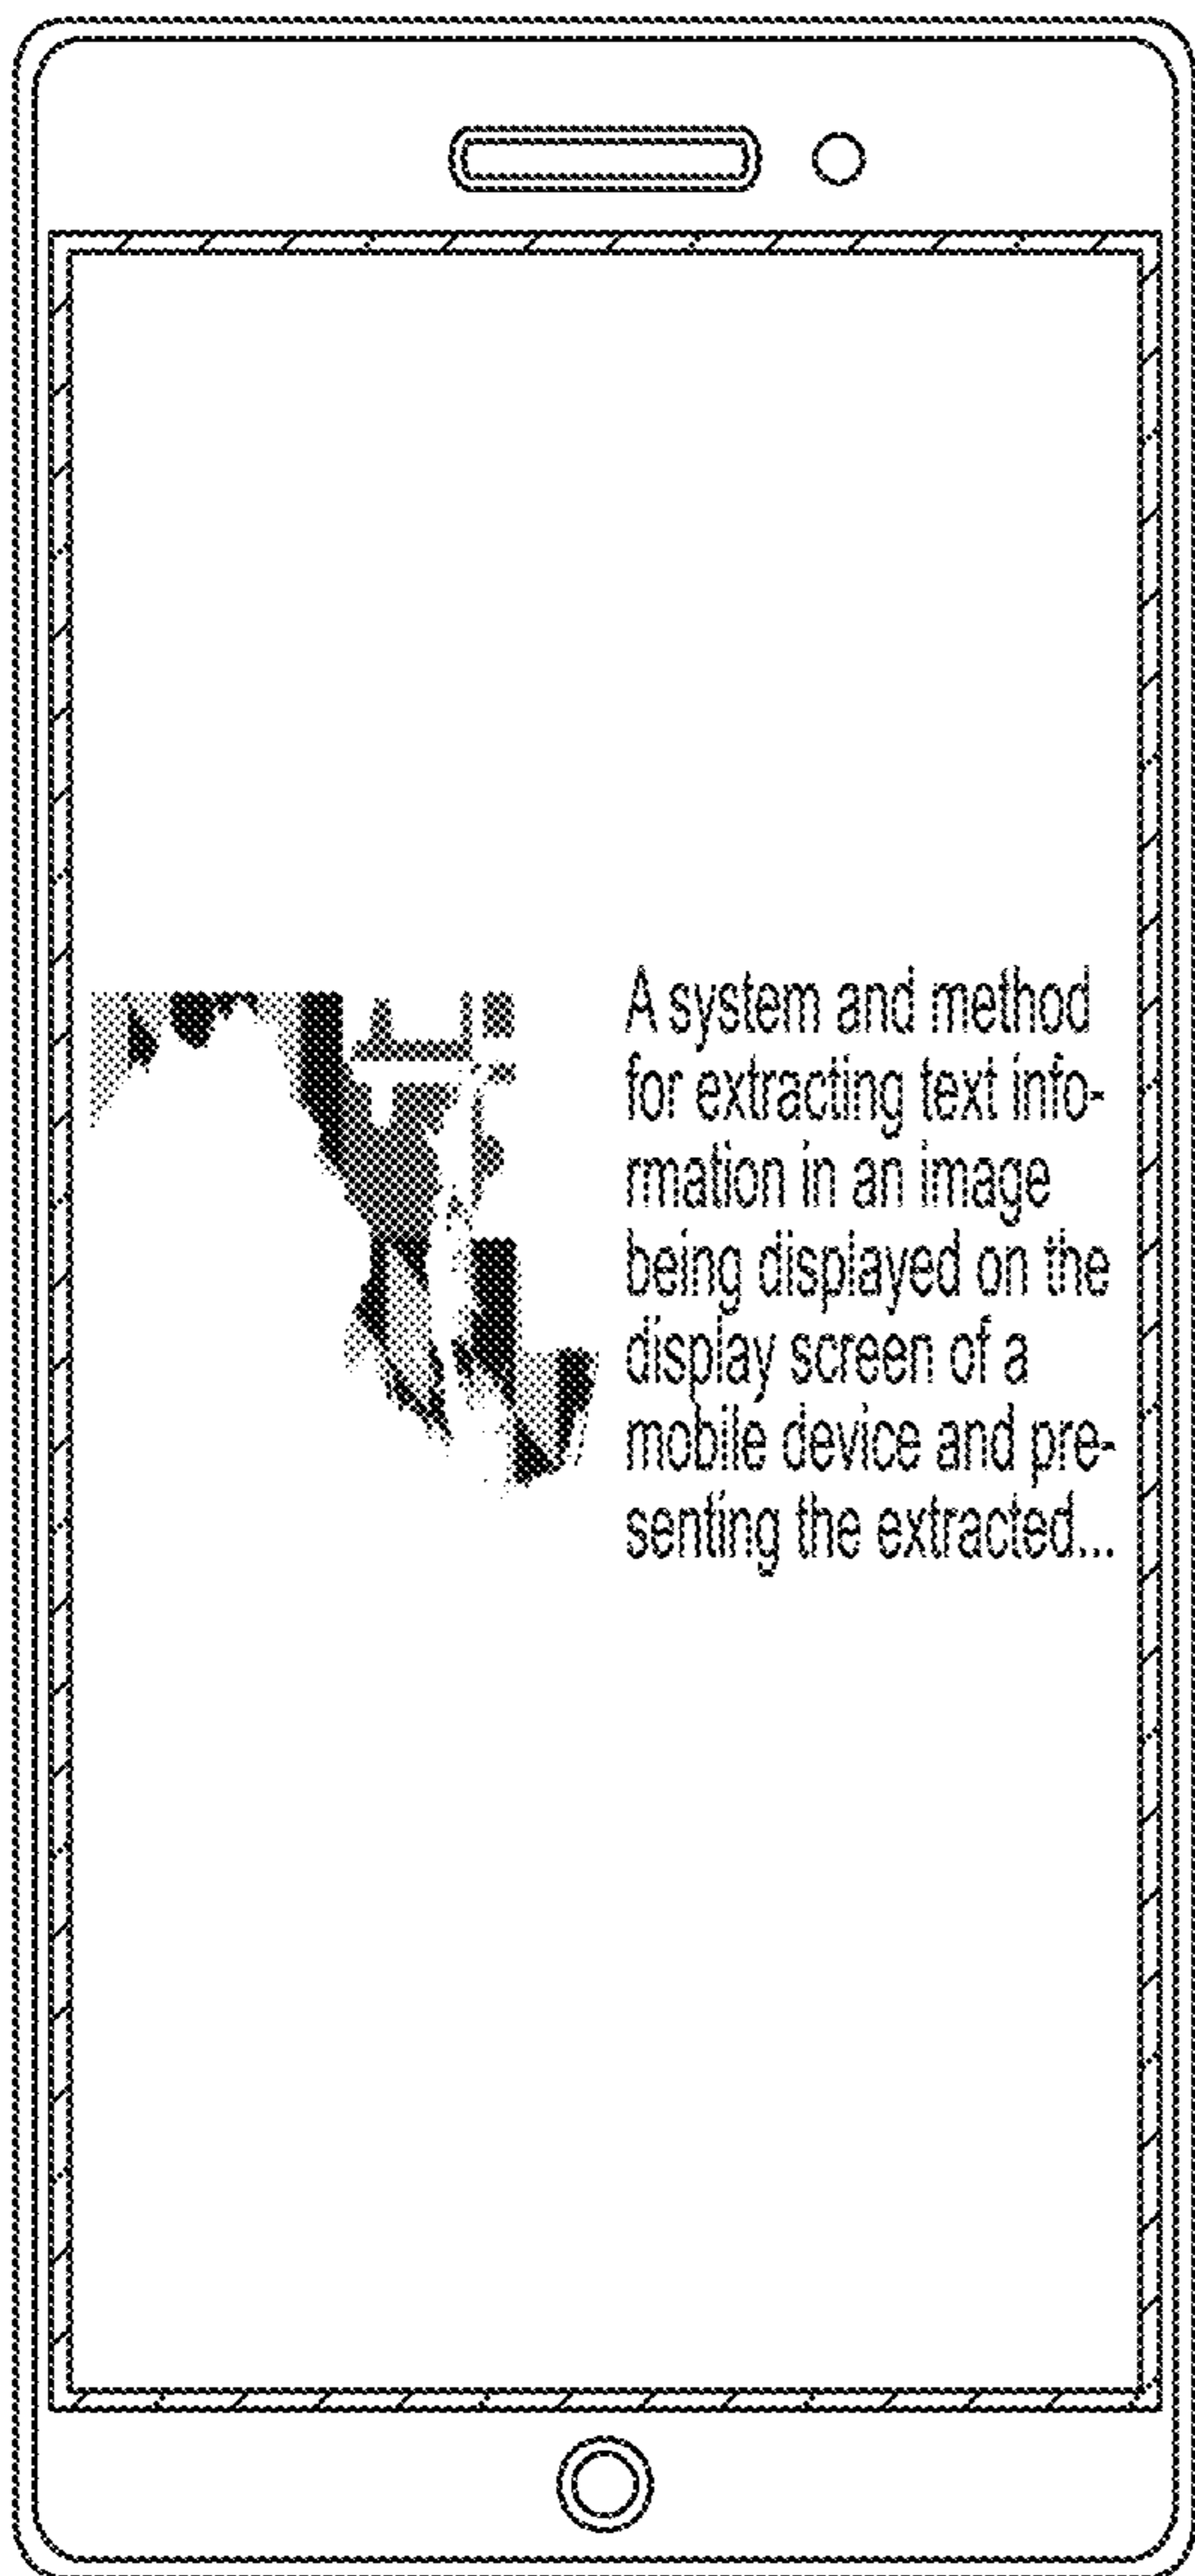 A system and method
for extracting text info-
rmation in an image
being displayed on the
display screen of a
mobile device and pre-
senting the extracted...